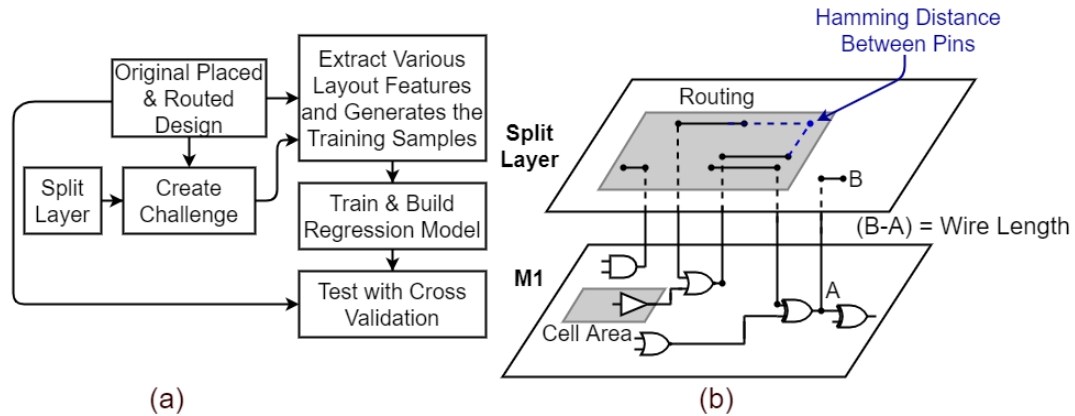 Original Placed
& Routed
Design
Extract Various
Layout Features
and Generates the
Training Samples
Split
Layer
Create
Challenge
Train & Build
Regression Model
Test with Cross
Validation
(a)
Hamming Distance
Between Pins
Routing
Split
Layer
B
(B-A) = Wire Length
M1
A
Cell Area
(b)